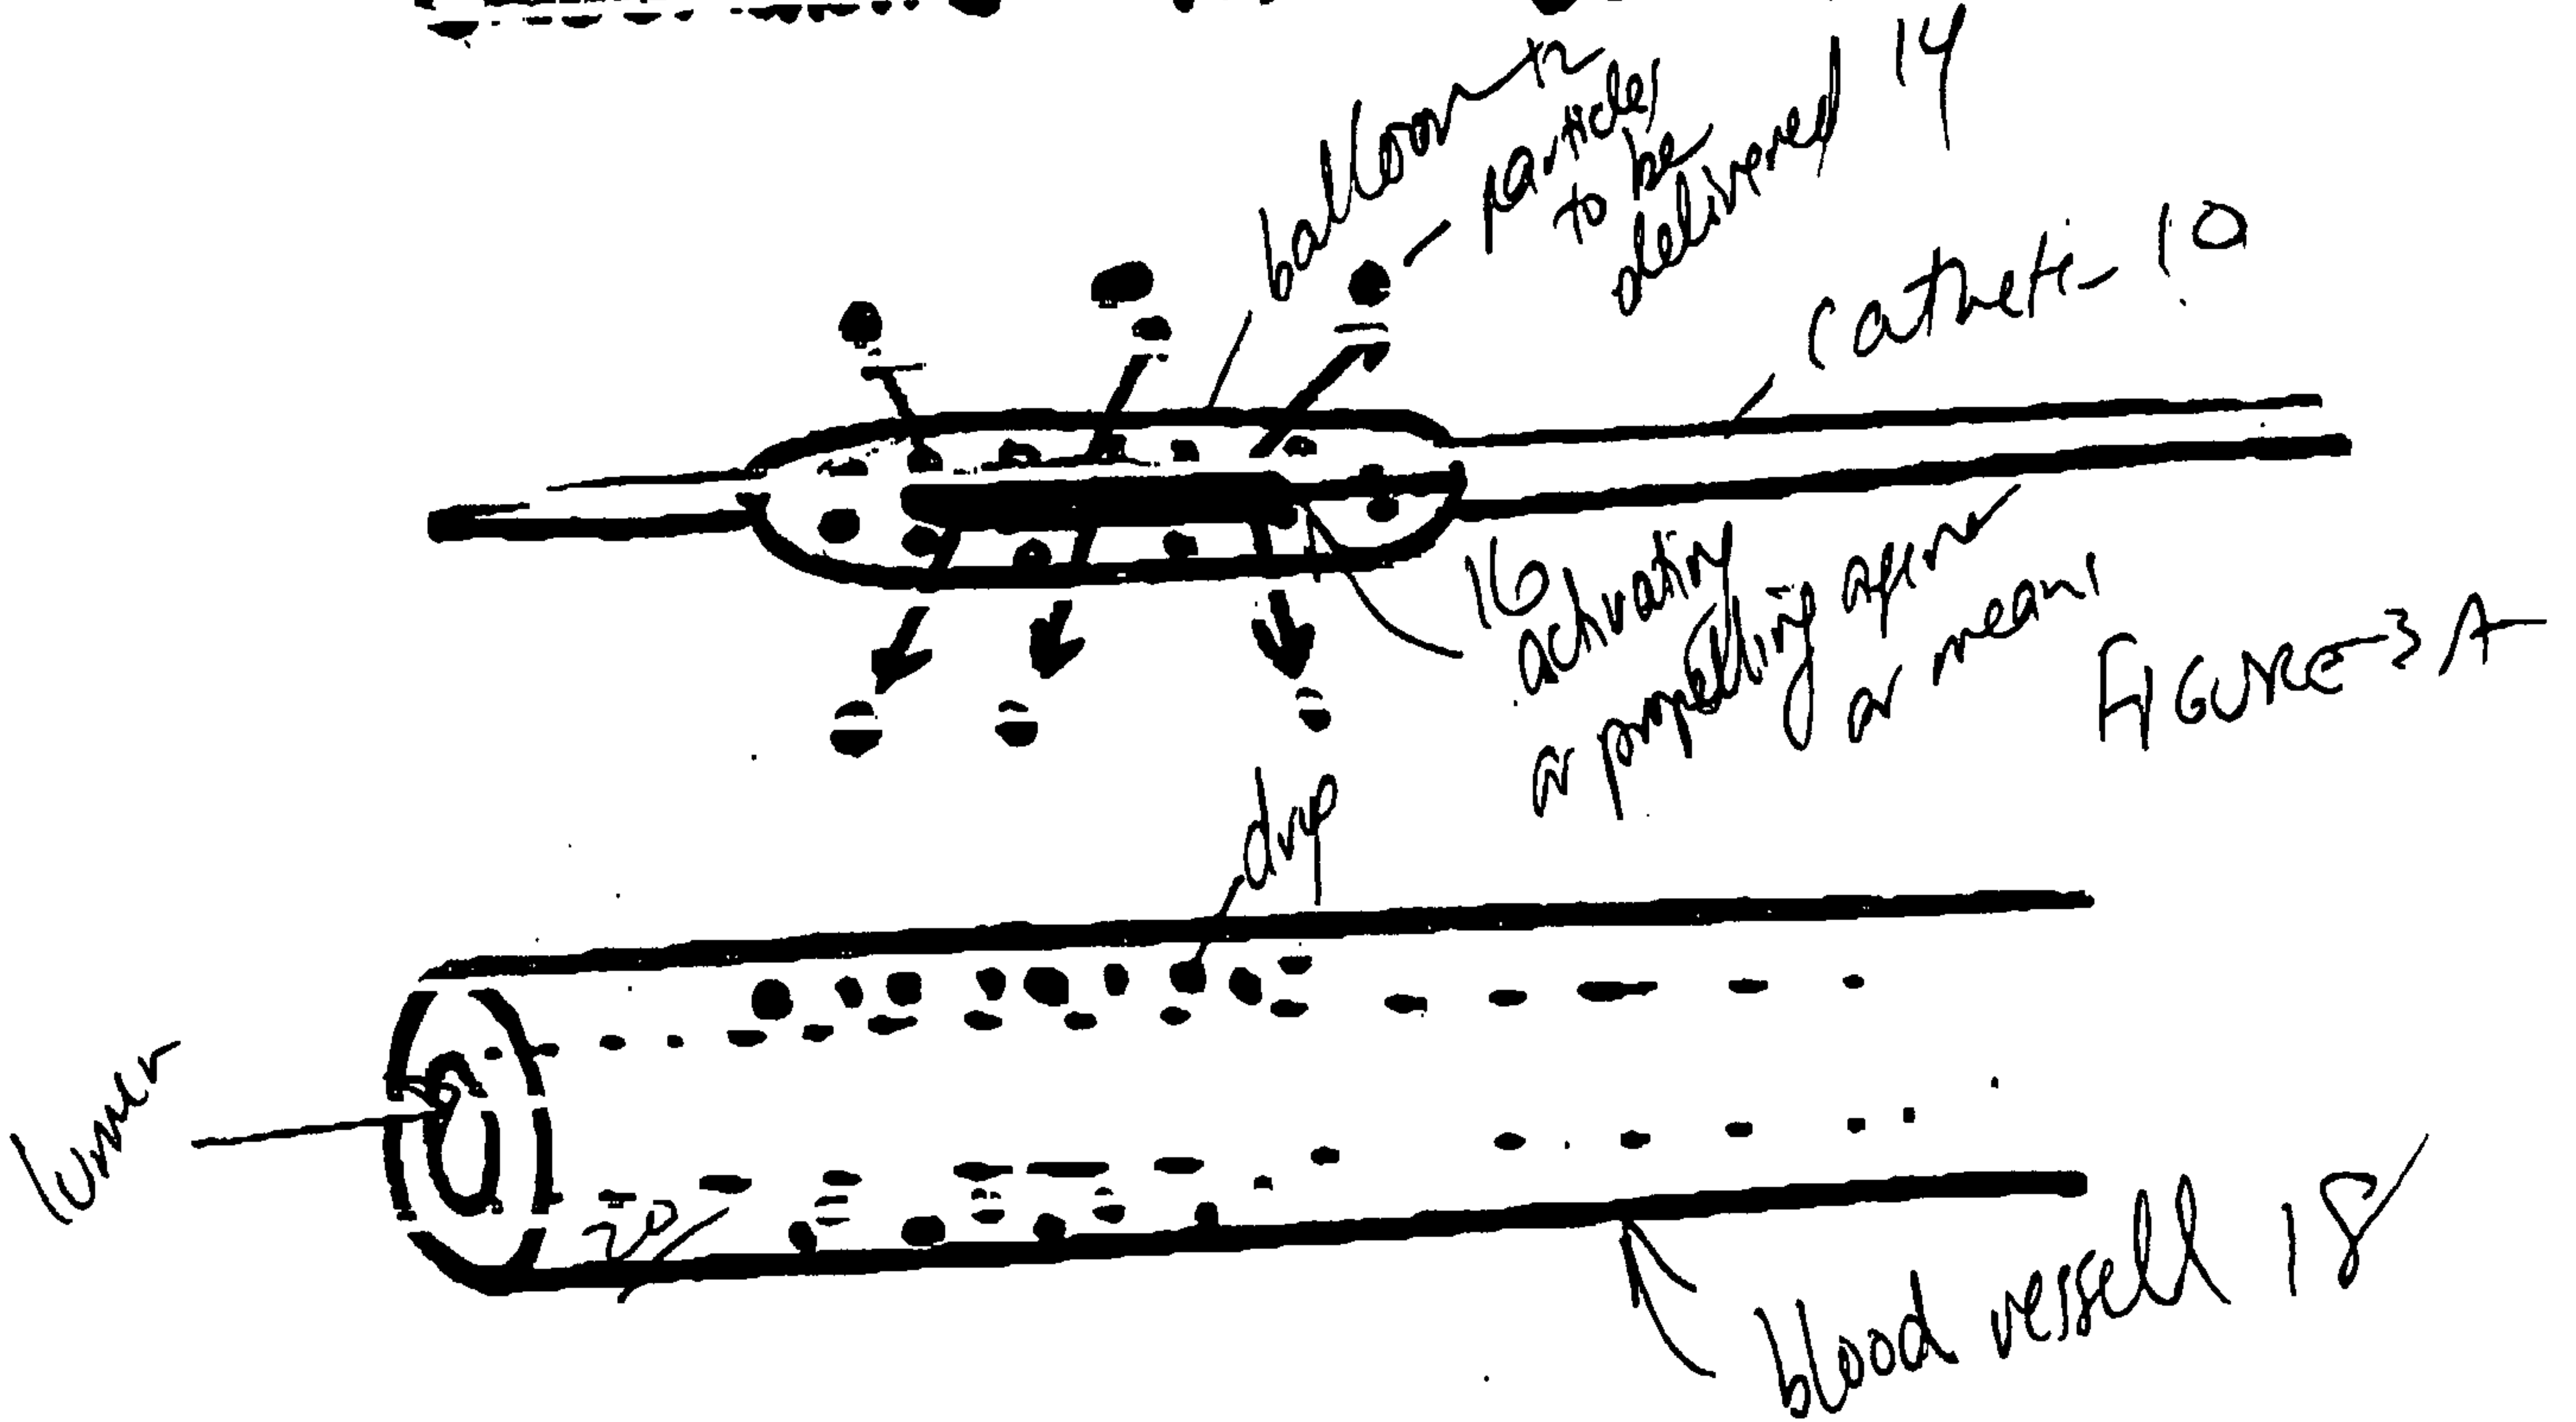 balloon 12
particles
to be
delivered 14
catheter 10
16
activating
or propelling agent
or means
FIGURE 3A
drug
lumen
20
blood vessell 18